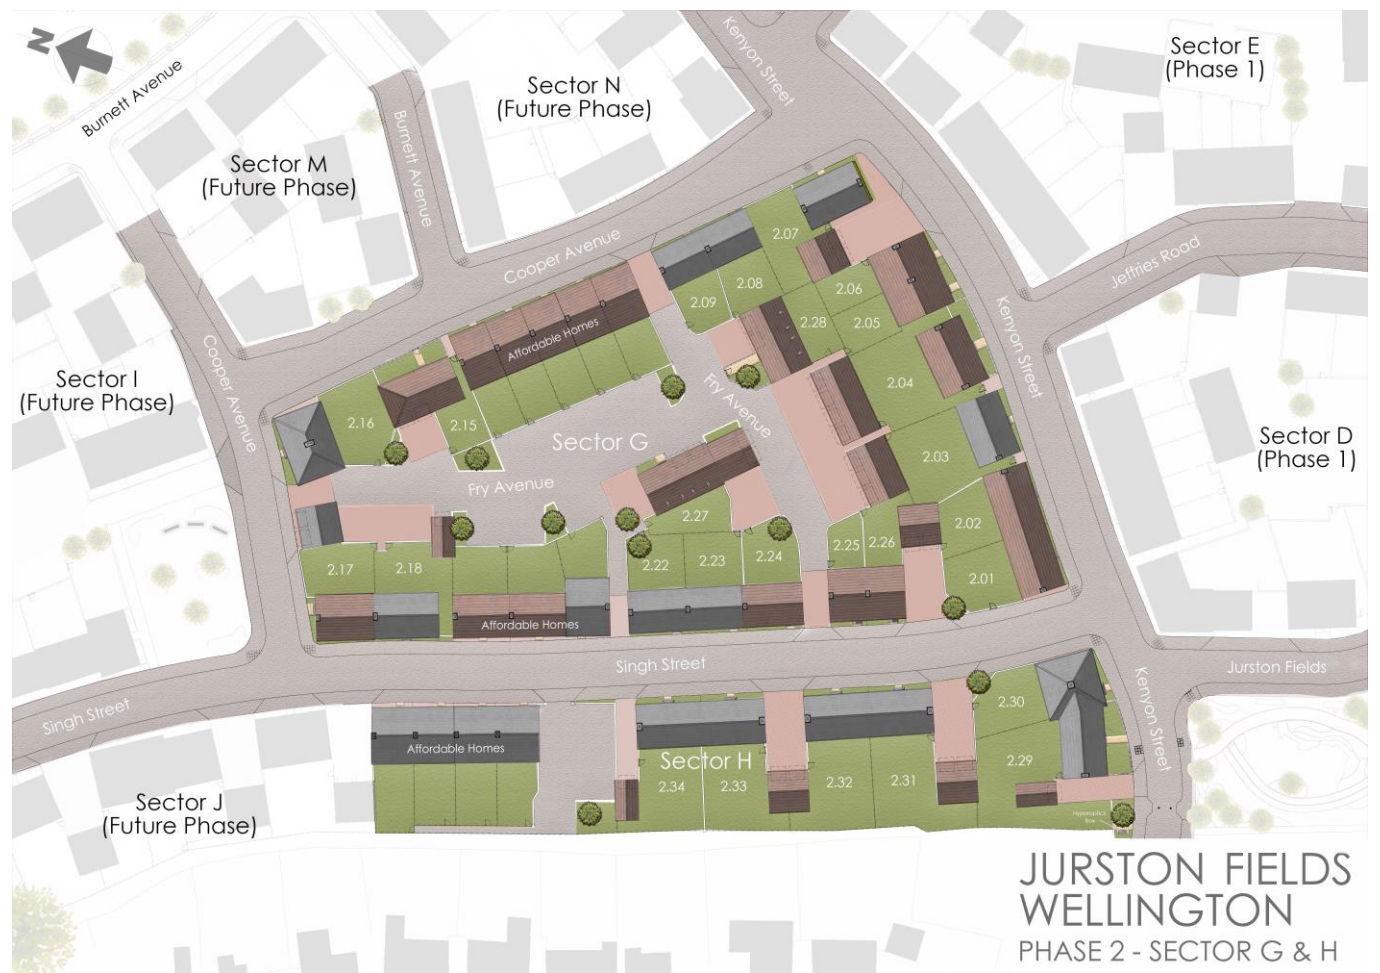 N
Burnett Avenue
Sector M
(Future Phase)
Burnett Avenue
Sector N
(Future Phase)
Kenyon Street
Sector E
(Phase 1)
Cooper Avenue
Jeffries Road
Kenyon Street
2.07
2.08
2.09
2.06
2.28
2.05
2.04
Affordable Homes
Cooper Avenue
Sector I
(Future Phase)
2.16
2.15
Sector G
Fry Avenue
Fry Avenue
Sector D
(Phase 1)
2.03
2.02
2.01
2.27
2.22
2.23
2.24
2.25
2.26
2.17
2.18
Affordable Homes
Singh Street
Singh Street
Jurston Fields
Kenyon Street
Affordable Homes
Sector H
2.34
2.33
2.32
2.31
2.30
2.29
Hyperoptics
Box
Sector J
(Future Phase)
JURSTON FIELDS
WELLINGTON
PHASE 2 - SECTOR G & H